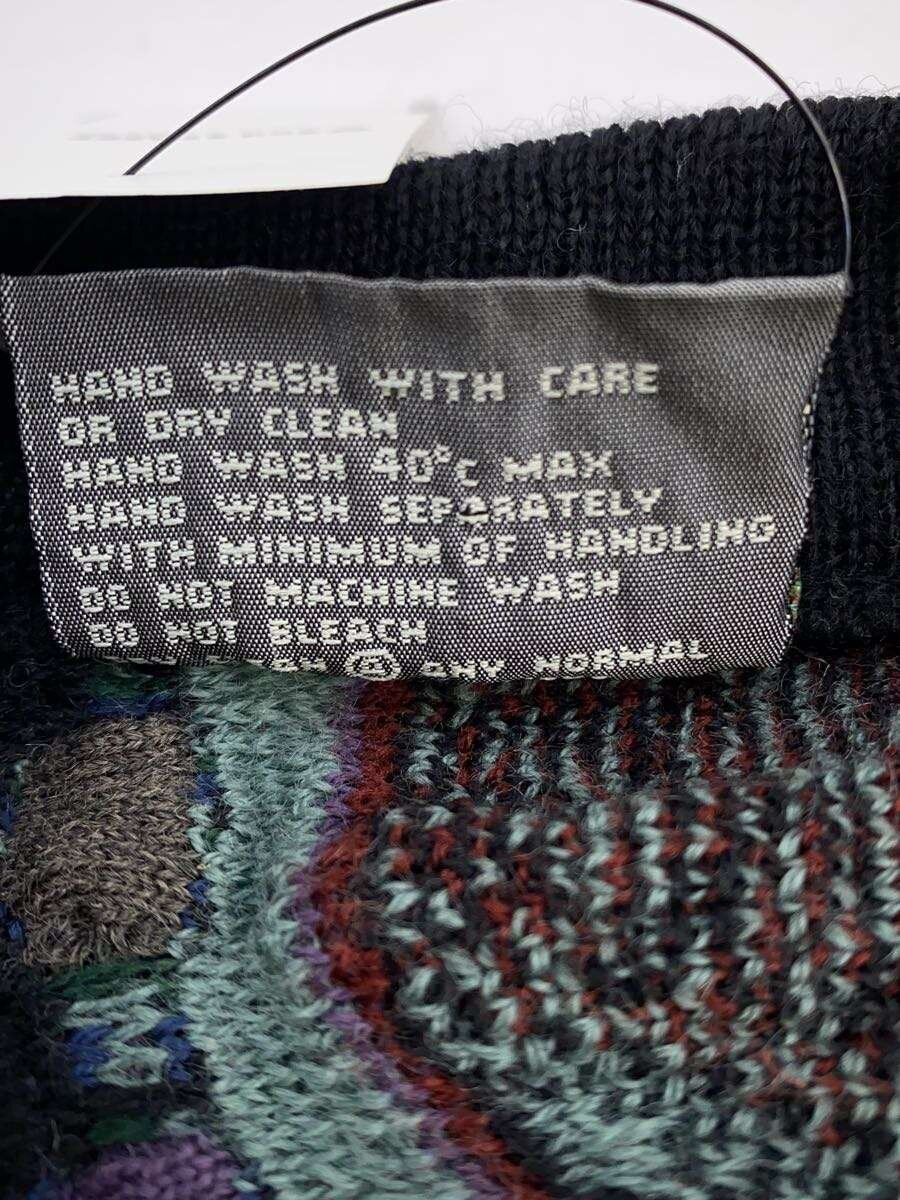 HAND WASH WITH CARE
OR DRY CLEAN
HAND WASH 40°C MAX
HAND WASH SEPARATELY
WITH MINIMUM OF HANDLING
DO NOT MACHINE WASH
DO NOT BLEACH
Ⓐ ANY NORMAL